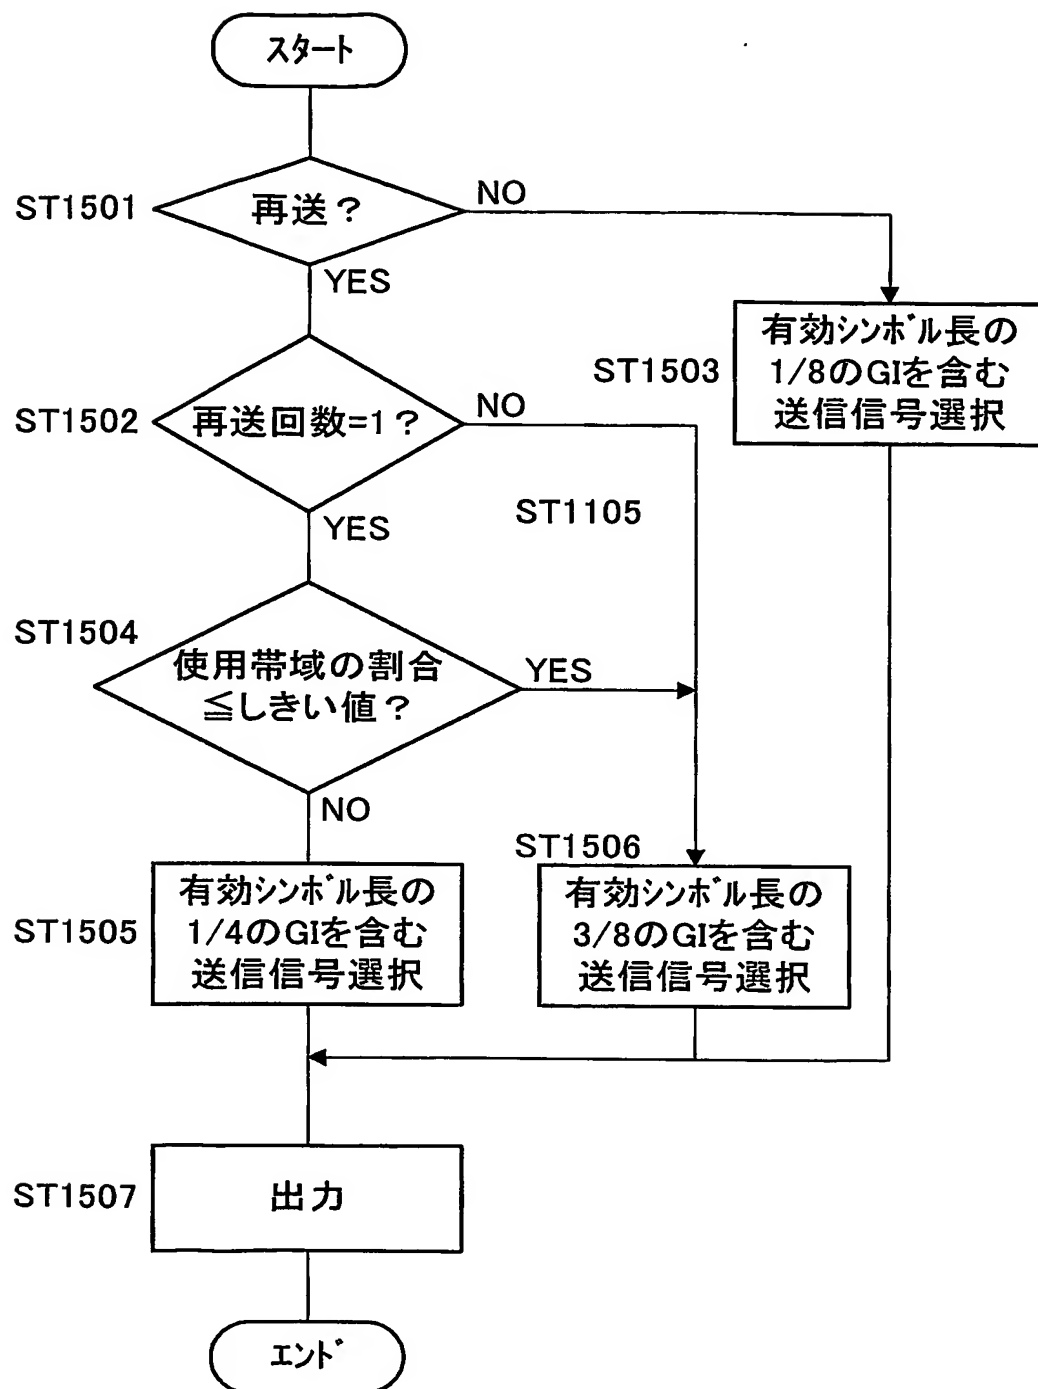 スタート
ST1501
再送?
NO
YES
ST1503
有効シンボル長の
1/8のGIを含む
送信信号選択
ST1502
再送回数=1?
NO
YES
ST1105
ST1504
使用帯域の割合
≦しきい値?
YES
NO
ST1505
有効シンボル長の
1/4のGIを含む
送信信号選択
ST1506
有効シンボル長の
3/8のGIを含む
送信信号選択
ST1507
出力
エンド